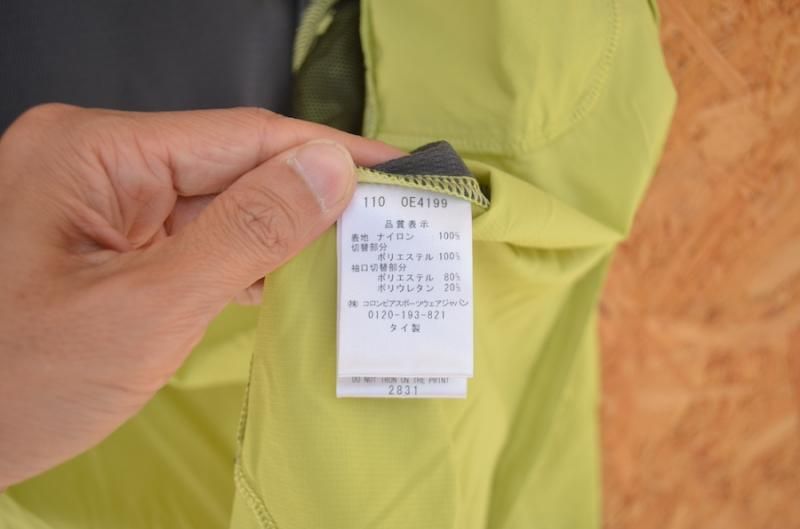 110 0E4199
品質表示
表地 ナイロン 100%
切替部分
ポリエステル 100%
袖口切替部分
ポリエステル 80%
ポリウレタン 20%
(株) コロンビアスポーツウェアジャパン
0120-193-821
タイ製
DO NOT IRON ON THE PRINT
2831